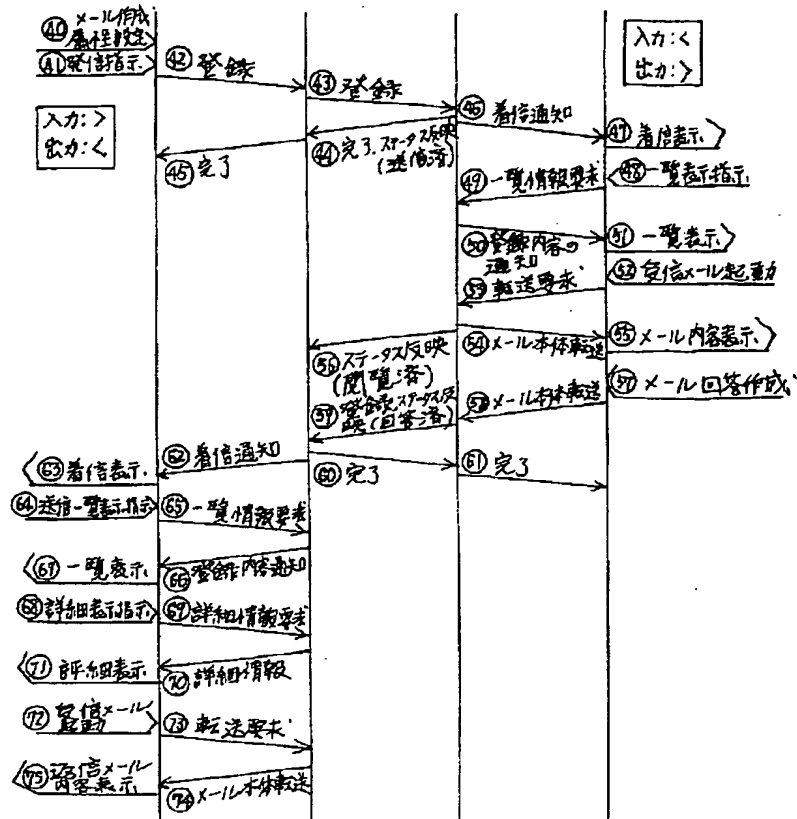 ㊵メール作成
属性設定
㊶発信指示
㊷登録
㊸登録
入力:<
出力:>
入力:>
出力:<
㊻着信通知
㊼着信表示
㊹完了.ステータス反映
(送信済)
㊺完了
㊾一覧情報要求
㊽一覧表示指示
㊿登録内容の
通知
51 一覧表示
52 受信メール起動
53 転送要求
54 メール本体転送
55 メール内容表示
56 ステータス反映
(閲覧済)
57 メール回答作成
58 メール本体転送
59 登録,ステータス反
映(回答済)
62 着信通知
63 着信表示
60 完了
61 完了
64 送信一覧表示指示
65 一覧情報要求
67 一覧表示
66 登録内容通知
68 詳細表示指示
69 詳細情報要求
71 詳細表示
70 詳細情報
72 メール
起動
73 転送要求
75 メール
内容表示
74 メール本体転送